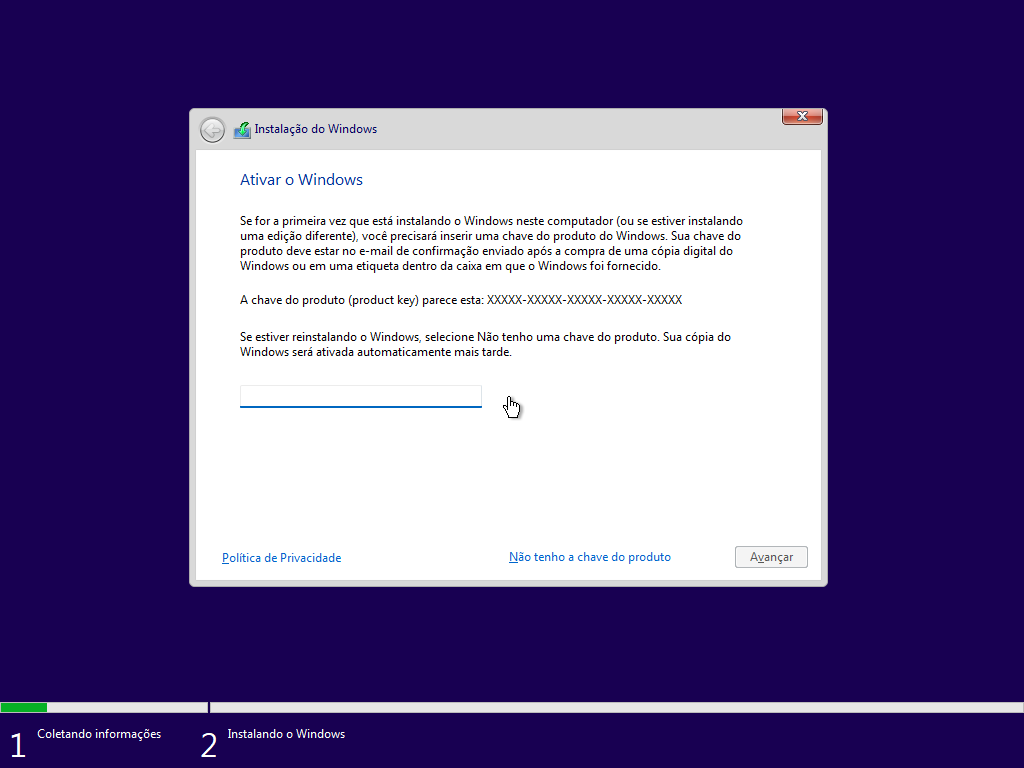 Instalação do Windows
Ativar o Windows
Se for a primeira vez que está instalando o Windows neste computador (ou se estiver instalando
uma edição diferente), você precisará inserir uma chave do produto do Windows. Sua chave do
produto deve estar no e-mail de confirmação enviado após a compra de uma cópia digital do
Windows ou em uma etiqueta dentro da caixa em que o Windows foi fornecido.
A chave do produto (product key) parece esta: XXXXX-XXXXX-XXXXX-XXXXX-XXXXX
Se estiver reinstalando o Windows, selecione Não tenho uma chave do produto. Sua cópia do
Windows será ativada automaticamente mais tarde.
Política de Privacidade
Não tenho a chave do produto
Avançar
1 Coletando informações
2 Instalando o Windows